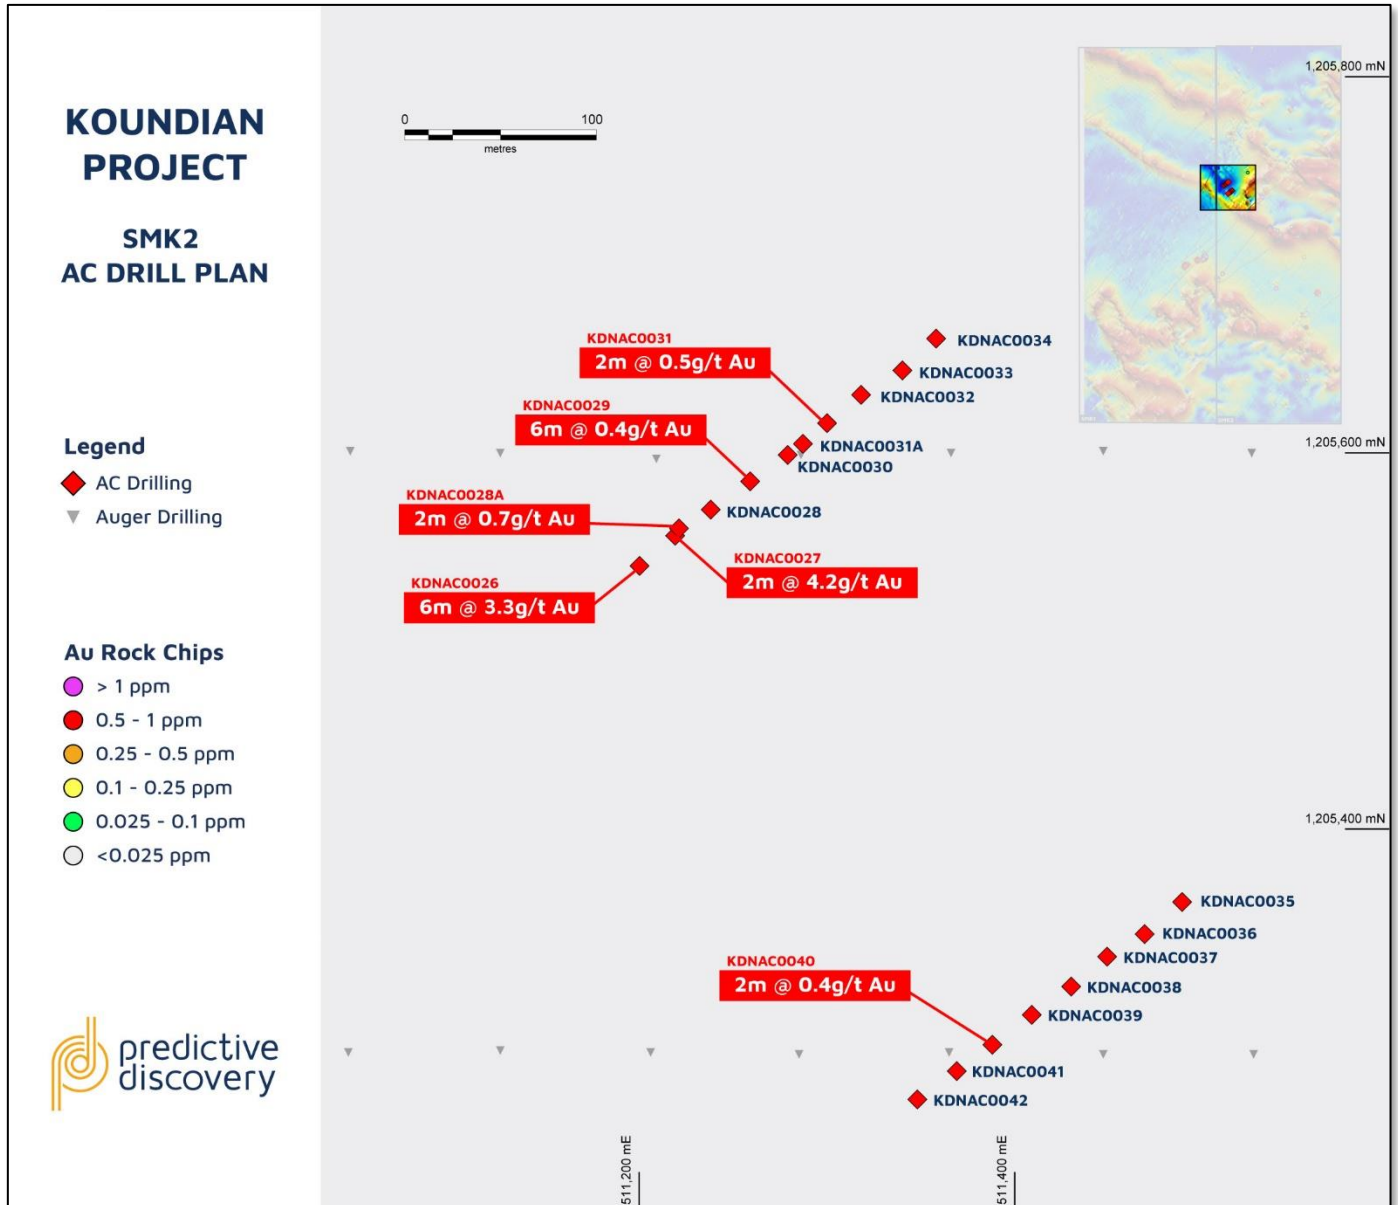 KOUNDIAN
PROJECT
SMK2
AC DRILL PLAN
Legend
AC Drilling
Auger Drilling
Au Rock Chips
> 1 ppm
0.5 - 1 ppm
0.25 - 0.5 ppm
0.1 - 0.25 ppm
0.025 - 0.1 ppm
<0.025 ppm
predictive
discovery
0 100
metres
1,205,800 mN
KDNAC0034
KDNAC0031
2m @ 0.5g/t Au
KDNAC0033
KDNAC0032
KDNAC0029
6m @ 0.4g/t Au
KDNAC0031A
1,205,600 mN
KDNAC0030
KDNAC0028A
2m @ 0.7g/t Au
KDNAC0028
KDNAC0027
2m @ 4.2g/t Au
KDNAC0026
6m @ 3.3g/t Au
1,205,400 mN
KDNAC0035
KDNAC0036
KDNAC0037
KDNAC0040
2m @ 0.4g/t Au
KDNAC0038
KDNAC0039
KDNAC0041
KDNAC0042
511,200 mE
511,400 mE